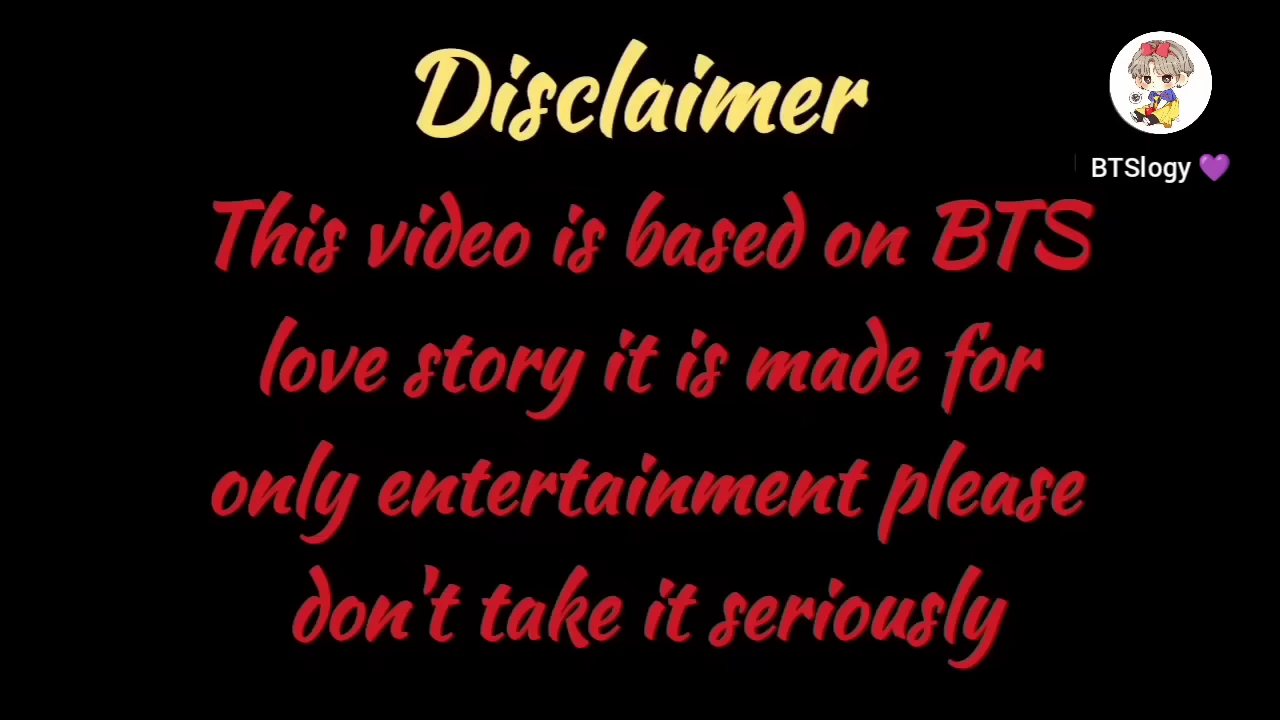 Disclaimer
BTSlogy 💜
This video is based on BTS
love story it is made for
only entertainment please
don't take it seriously